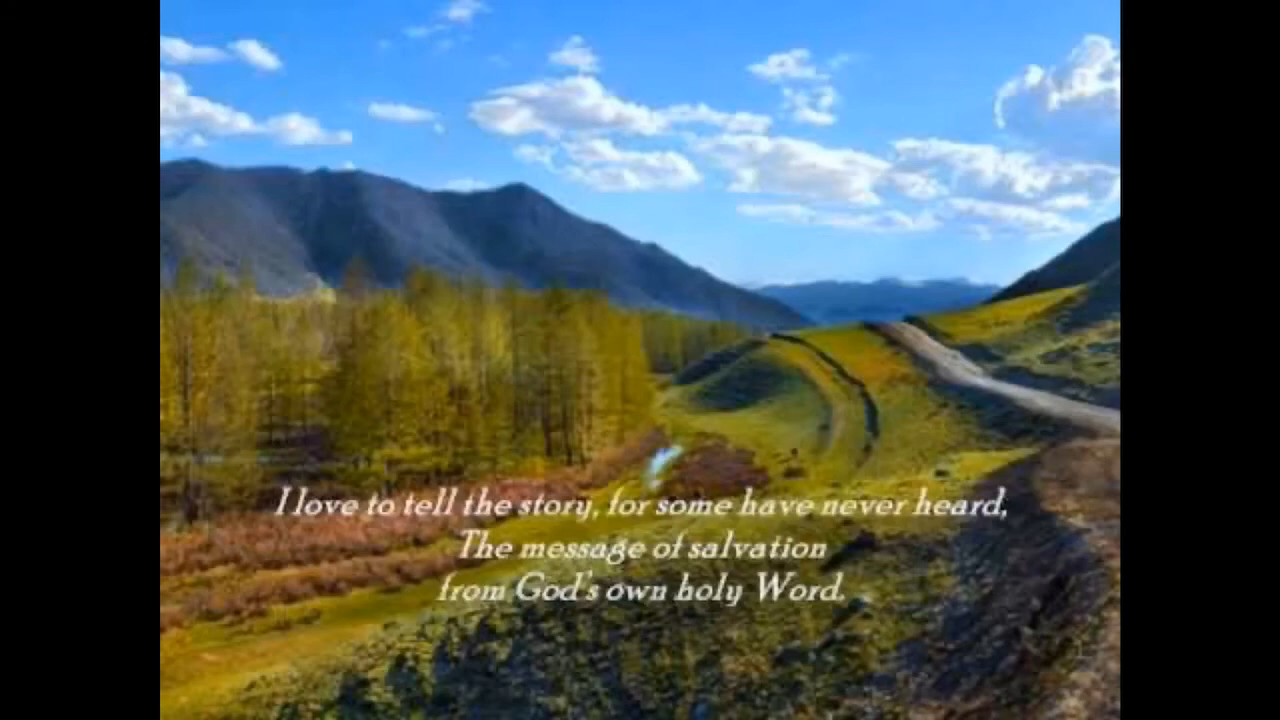 I love to tell the story, for some have never heard,
The message of salvation
from God's own holy Word.